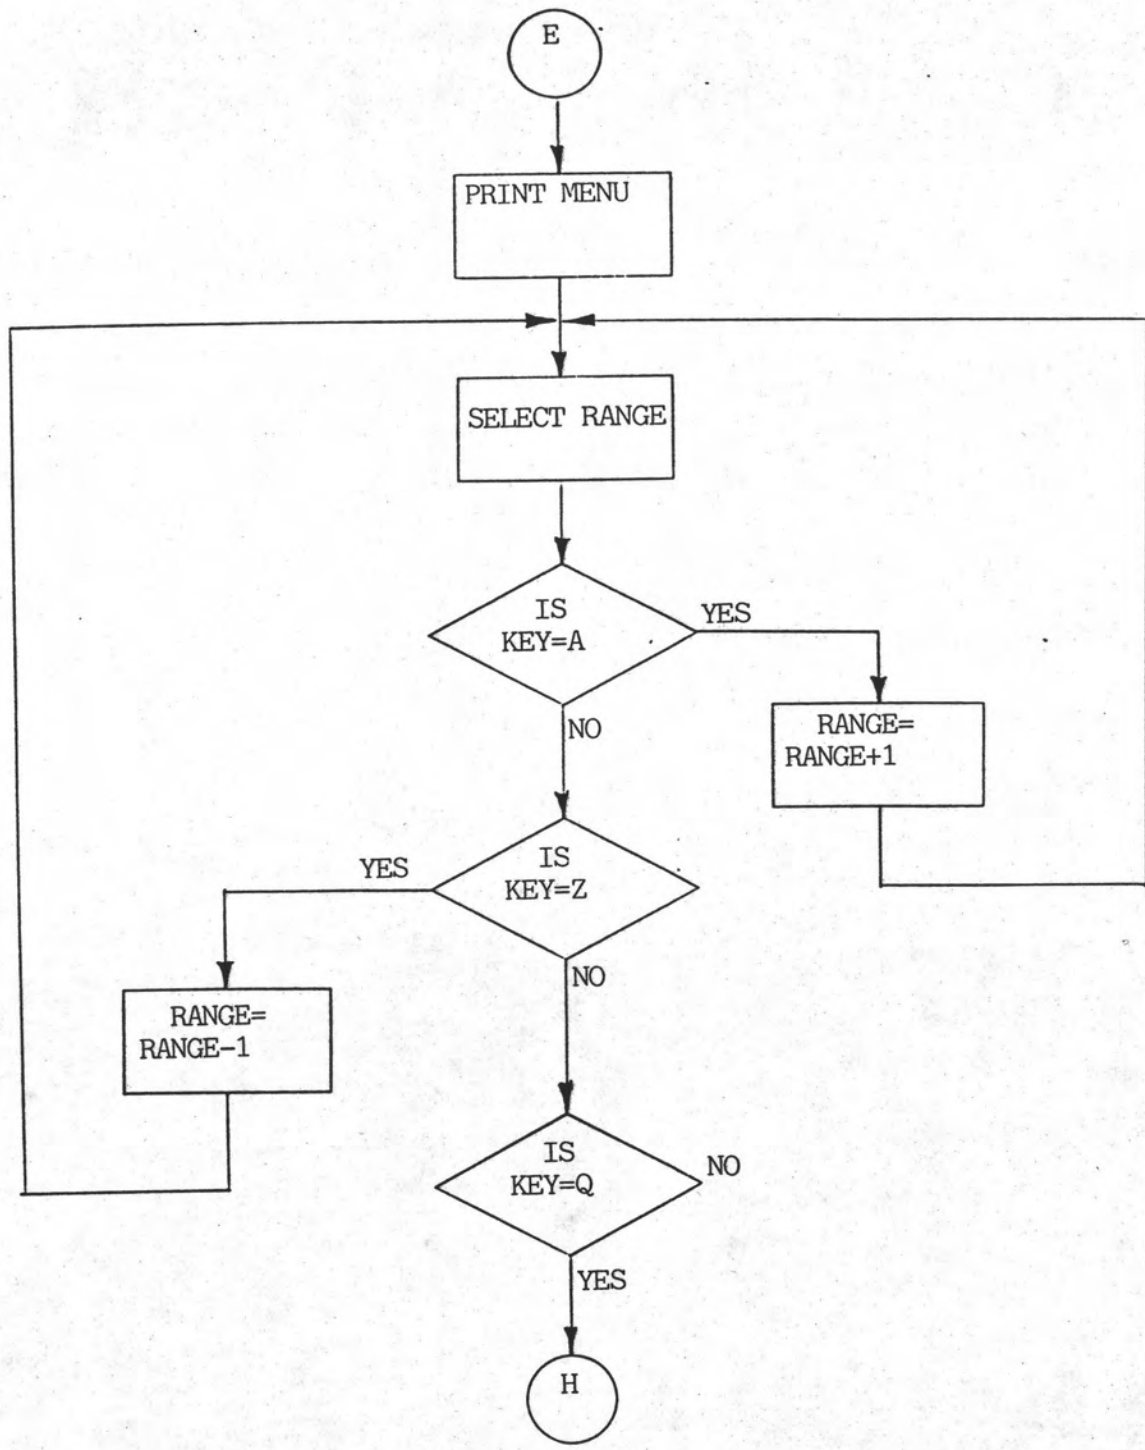 E
PRINT MENU
SELECT RANGE
IS
KEY=A
YES
NO
RANGE=
RANGE+1
IS
KEY=Z
YES
NO
RANGE=
RANGE-1
IS
KEY=Q
NO
YES
H